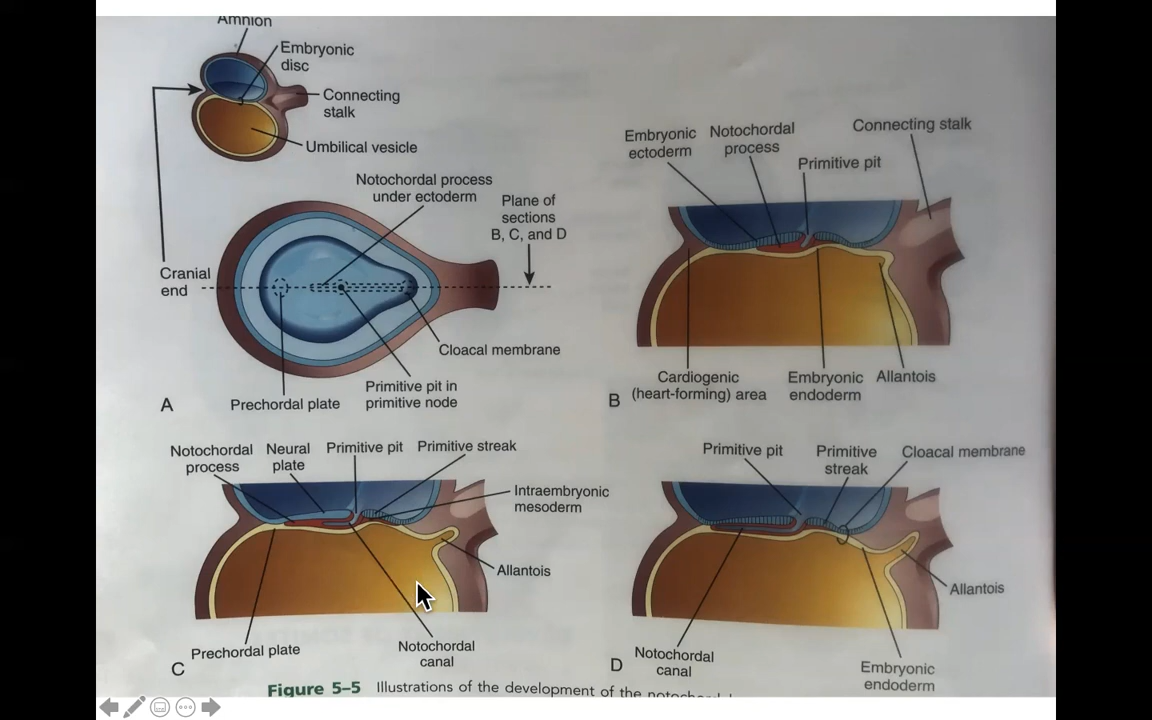 Amnion
Embryonic
disc
Connecting
stalk
Umbilical vesicle
Notochordal process
under ectoderm
Plane of
sections
B, C, and D
Cranial
end
Cloacal membrane
Primitive pit in
primitive node
Prechordal plate
A
Embryonic
ectoderm
Notochordal
process
Primitive pit
Connecting stalk
Cardiogenic
(heart-forming) area
Embryonic
endoderm
Allantois
B
Notochordal
process
Neural
plate
Primitive pit
Primitive streak
Intraembryonic
mesoderm
Allantois
Prechordal plate
Notochordal
canal
C
Primitive pit
Primitive
streak
Cloacal membrane
Allantois
Notochordal
canal
Embryonic
endoderm
D
Figure 5–5 Illustrations of the development of the